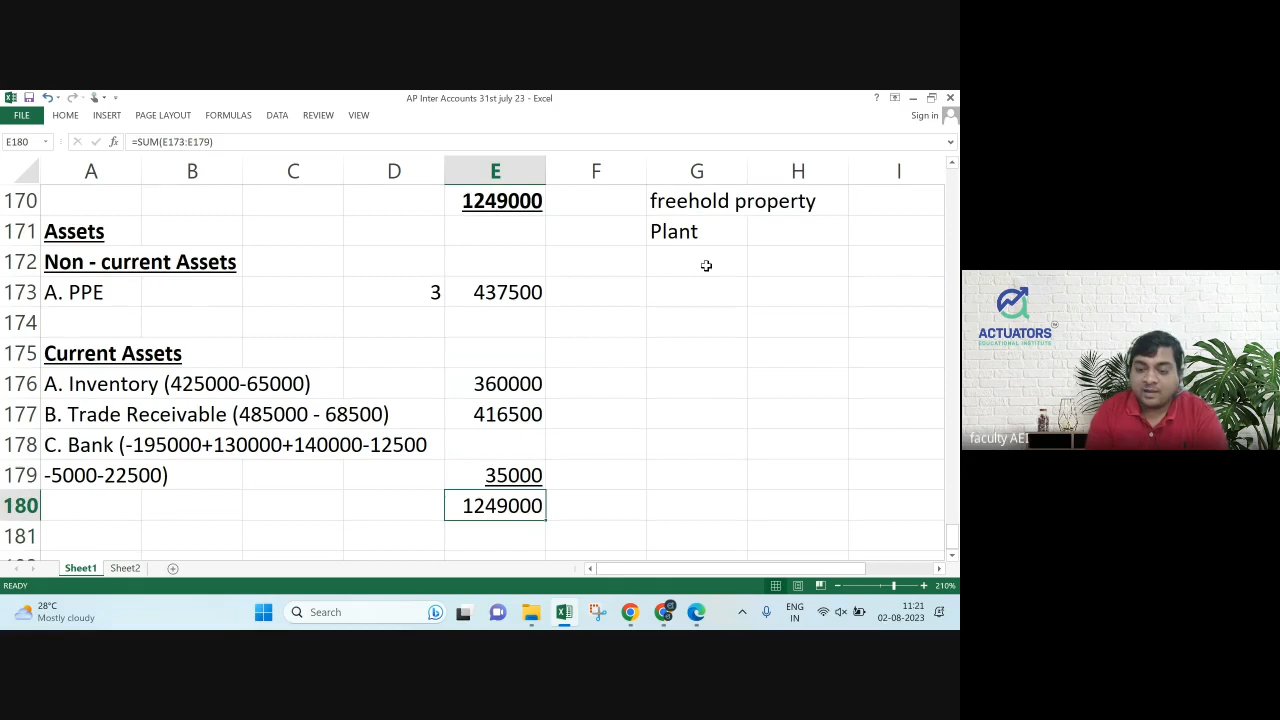 AP Inter Accounts 31st july 23 - Excel
?
FILE HOME INSERT PAGE LAYOUT FORMULAS DATA REVIEW VIEW Sign in
E180 fx =SUM(E173:E179)
A B C D E F G H I
170 1249000 freehold property
171 Assets Plant
172 Non - current Assets
173 A. PPE 3 437500
174
175 Current Assets
176 A. Inventory (425000-65000) 360000
177 B. Trade Receivable (485000 - 68500) 416500
178 C. Bank (-195000+130000+140000-12500
179 -5000-22500) 35000
180 1249000
181
Sheet1 Sheet2
READY 210%
28°C
Mostly cloudy
Search
ENG
IN
11:21
02-08-2023
ACTUATORS
EDUCATIONAL INSTITUTE
faculty AEI